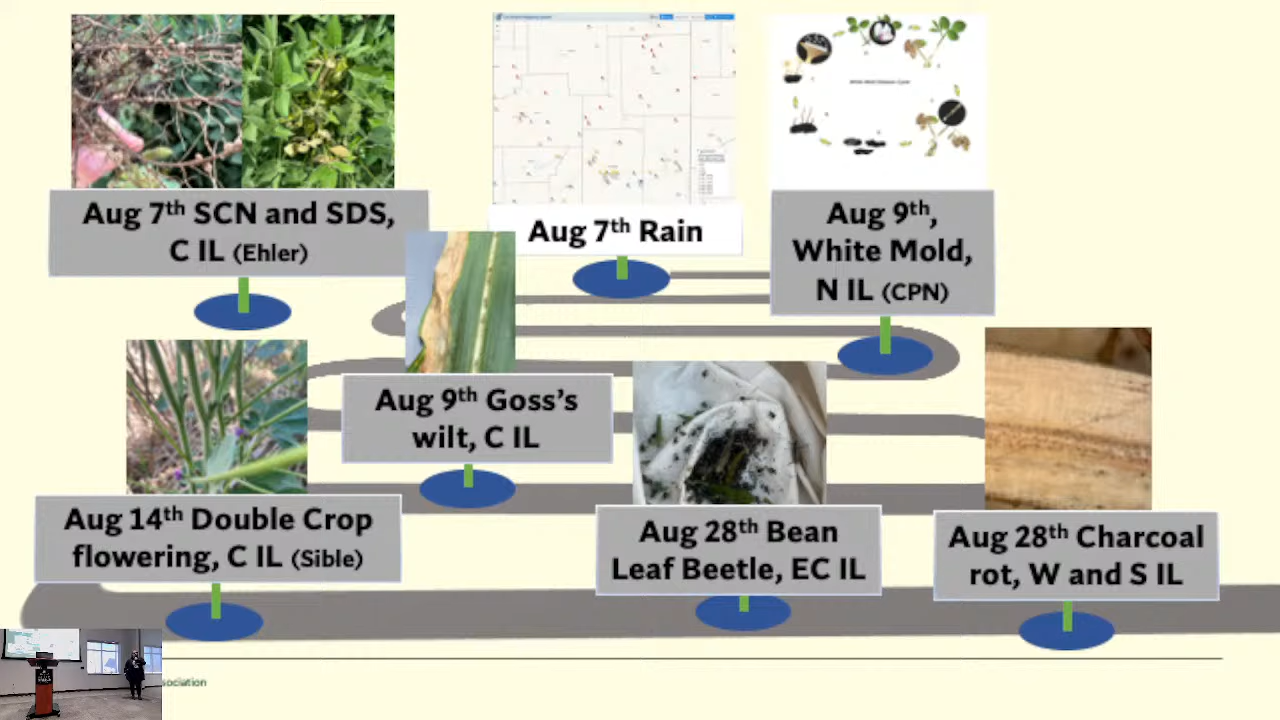 Aug 7th SCN and SDS,
C IL (Ehler)
Aug 7th Rain
Aug 9th,
White Mold,
N IL (CPN)
Aug 9th Goss's
wilt, C IL
Aug 14th Double Crop
flowering, C IL (Sible)
Aug 28th Bean
Leaf Beetle, EC IL
Aug 28th Charcoal
rot, W and S IL
sociation